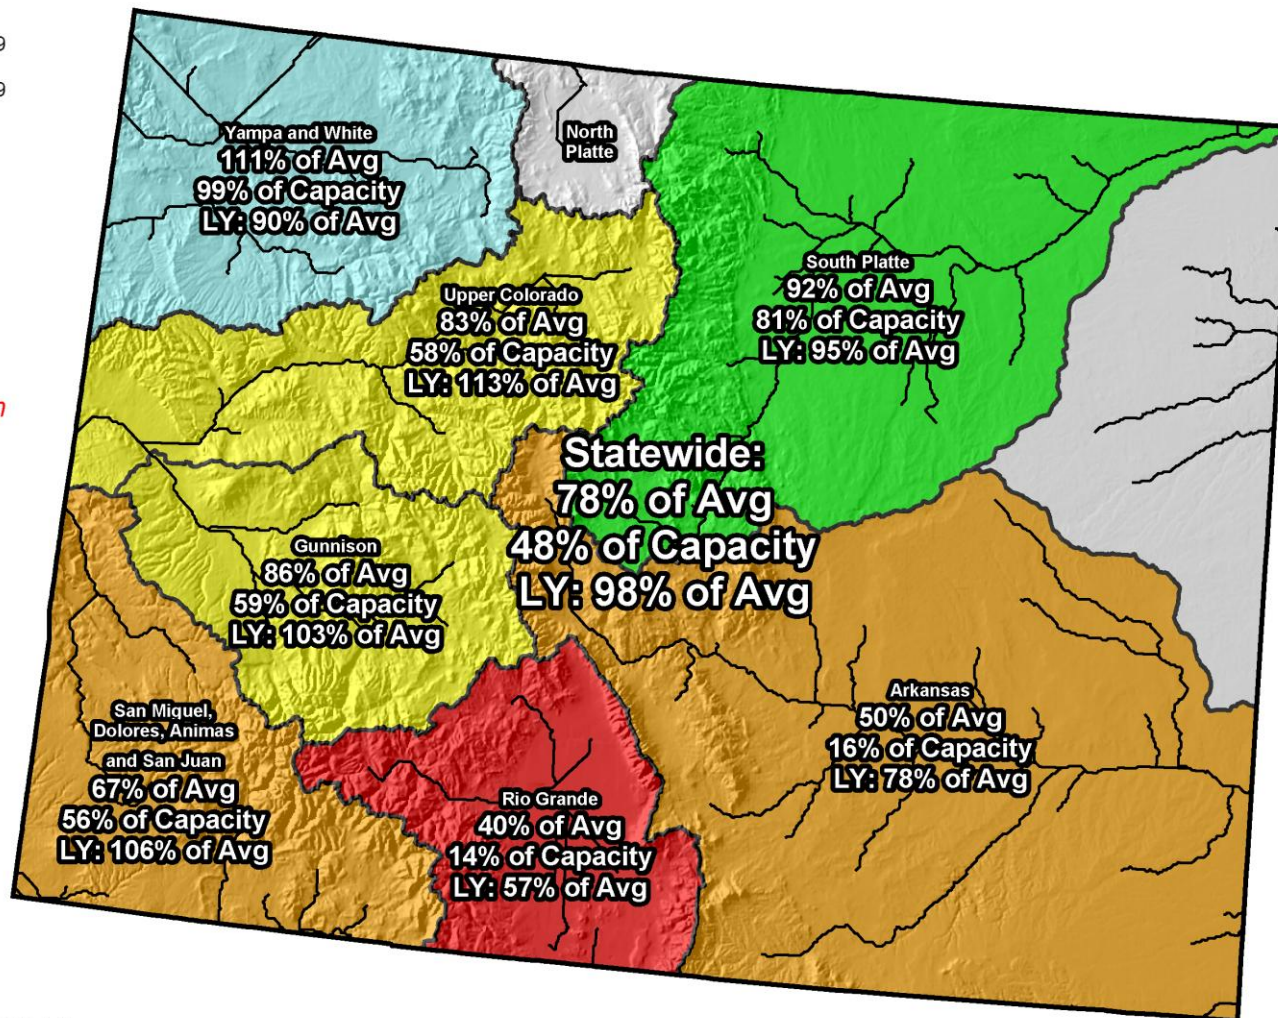 9
9
n
Yampa and White
111% of Avg
99% of Capacity
LY: 90% of Avg
North
Platte
South Platte
92% of Avg
81% of Capacity
LY: 95% of Avg
Upper Colorado
83% of Avg
58% of Capacity
LY: 113% of Avg
Statewide:
78% of Avg
48% of Capacity
LY: 98% of Avg
Gunnison
86% of Avg
59% of Capacity
LY: 103% of Avg
San Miguel,
Dolores, Animas
and San Juan
67% of Avg
56% of Capacity
LY: 106% of Avg
Rio Grande
40% of Avg
14% of Capacity
LY: 57% of Avg
Arkansas
50% of Avg
16% of Capacity
LY: 78% of Avg